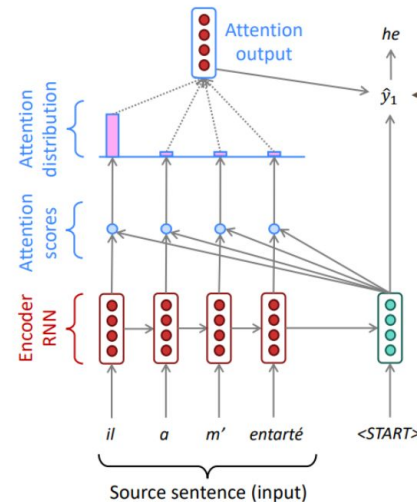 Attention
output
he
ŷ₁
Attention
distribution
Attention
scores
Encoder
RNN
il a m' entarté <START>
Source sentence (input)